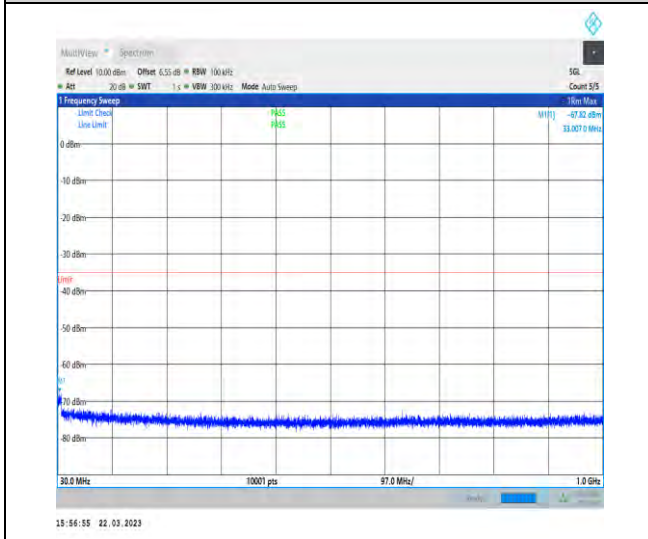 MultiView Spectrum
Ref Level 10.00 dBm Offset 6.55 dB RBW 100 kHz SGL
Att 20 dB SWT 1 s VBW 300 kHz Mode Auto Sweep Count 5/5
1 Frequency Sweep 1Rm Max
Limit Check PASS M1[1] -67.82 dBm
Line Limit PASS 33.007 0 MHz
0 dBm
-10 dBm
-20 dBm
-30 dBm
Limit
-40 dBm
-50 dBm
-60 dBm
M1
-70 dBm
-80 dBm
30.0 MHz 10001 pts 97.0 MHz/ 1.0 GHz
15:56:55 22.03.2023